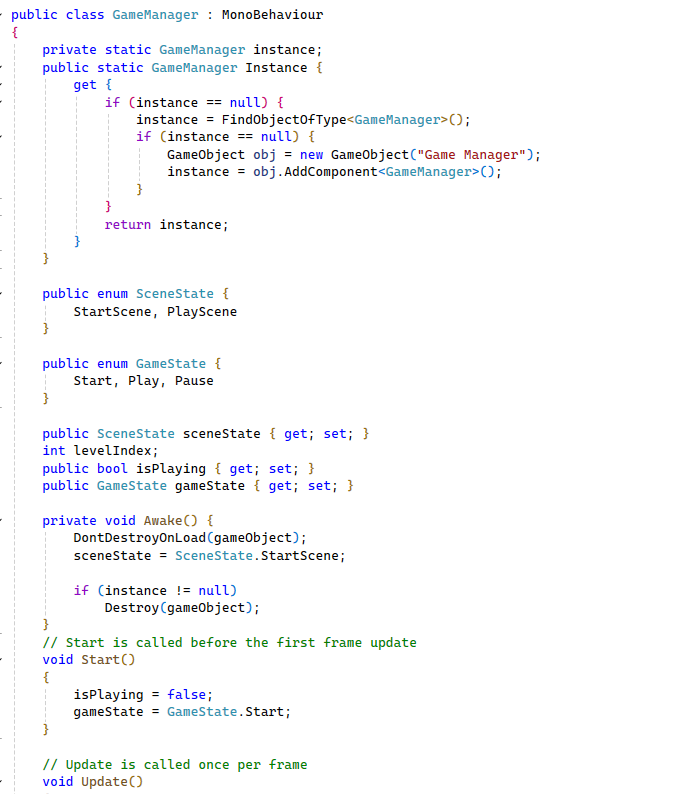 public class GameManager : MonoBehaviour
{
    private static GameManager instance;
    public static GameManager Instance {
        get {
            if (instance == null) {
                instance = FindObjectOfType<GameManager>();
                if (instance == null) {
                    GameObject obj = new GameObject("Game Manager");
                    instance = obj.AddComponent<GameManager>();
                }
            }
            return instance;
        }
    }

    public enum SceneState {
        StartScene, PlayScene
    }

    public enum GameState {
        Start, Play, Pause
    }

    public SceneState sceneState { get; set; }
    int levelIndex;
    public bool isPlaying { get; set; }
    public GameState gameState { get; set; }

    private void Awake() {
        DontDestroyOnLoad(gameObject);
        sceneState = SceneState.StartScene;

        if (instance != null)
            Destroy(gameObject);
    }
    // Start is called before the first frame update
    void Start()
    {
        isPlaying = false;
        gameState = GameState.Start;
    }

    // Update is called once per frame
    void Update()